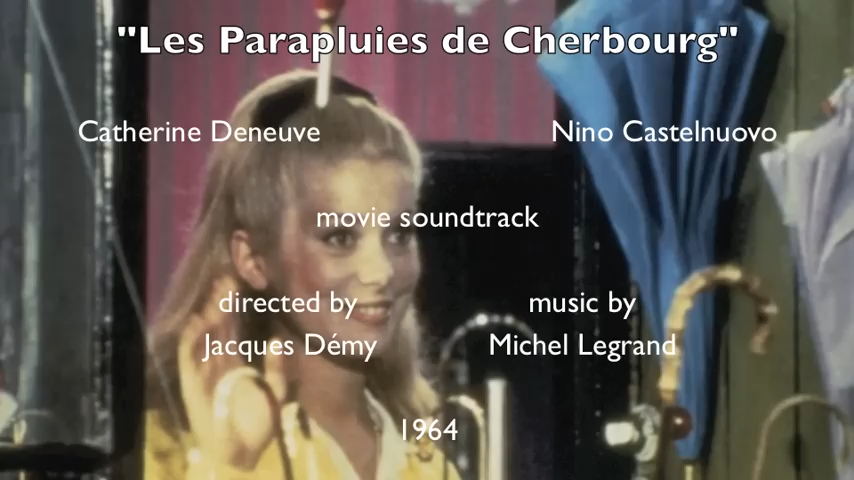 "Les Parapluies de Cherbourg"
Catherine Deneuve Nino Castelnuovo
movie soundtrack
directed by music by
Jacques Démy Michel Legrand
1964